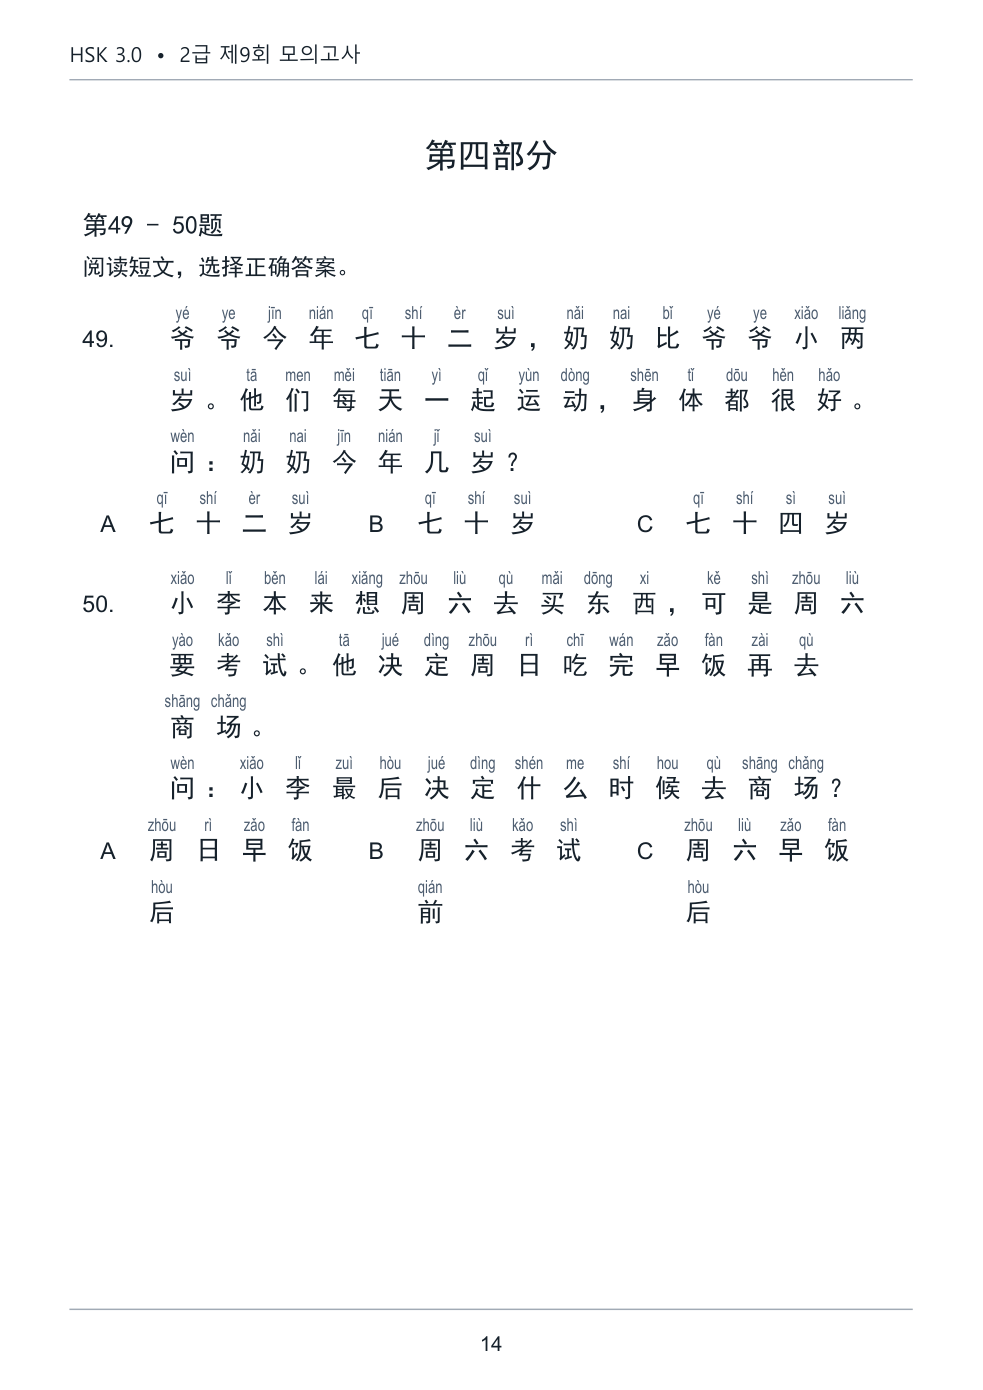 HSK 3.0 • 2급 제9회 모의고사
第四部分
第49 - 50题
阅读短文，选择正确答案。
yé ye jīn nián qī shí èr suì nǎi nai bǐ yé ye xiǎo liǎng
49. 爷爷今年七十二岁，奶奶比爷爷小两
suì tā men měi tiān yì qǐ yùn dòng shēn tǐ dōu hěn hǎo
岁。他们每天一起运动，身体都很好。
wèn nǎi nai jīn nián jǐ suì
问：奶奶今年几岁？
qī shí èr suì qī shí suì qī shí sì suì
A 七十二岁 B 七十岁 C 七十四岁
xiǎo lǐ běn lái xiǎng zhōu liù qù mǎi dōng xi kě shì zhōu liù
50. 小李本来想周六去买东西，可是周六
yào kǎo shì tā jué dìng zhōu rì chī wán zǎo fàn zài qù
要考试。他决定周日吃完早饭再去
shāng chǎng
商场。
wèn xiǎo lǐ zuì hòu jué dìng shén me shí hou qù shāng chǎng
问：小李最后决定什么时候去商场？
zhōu rì zǎo fàn zhōu liù kǎo shì zhōu liù zǎo fàn
A 周日早饭 B 周六考试 C 周六早饭
hòu qián hòu
后 前 后
14